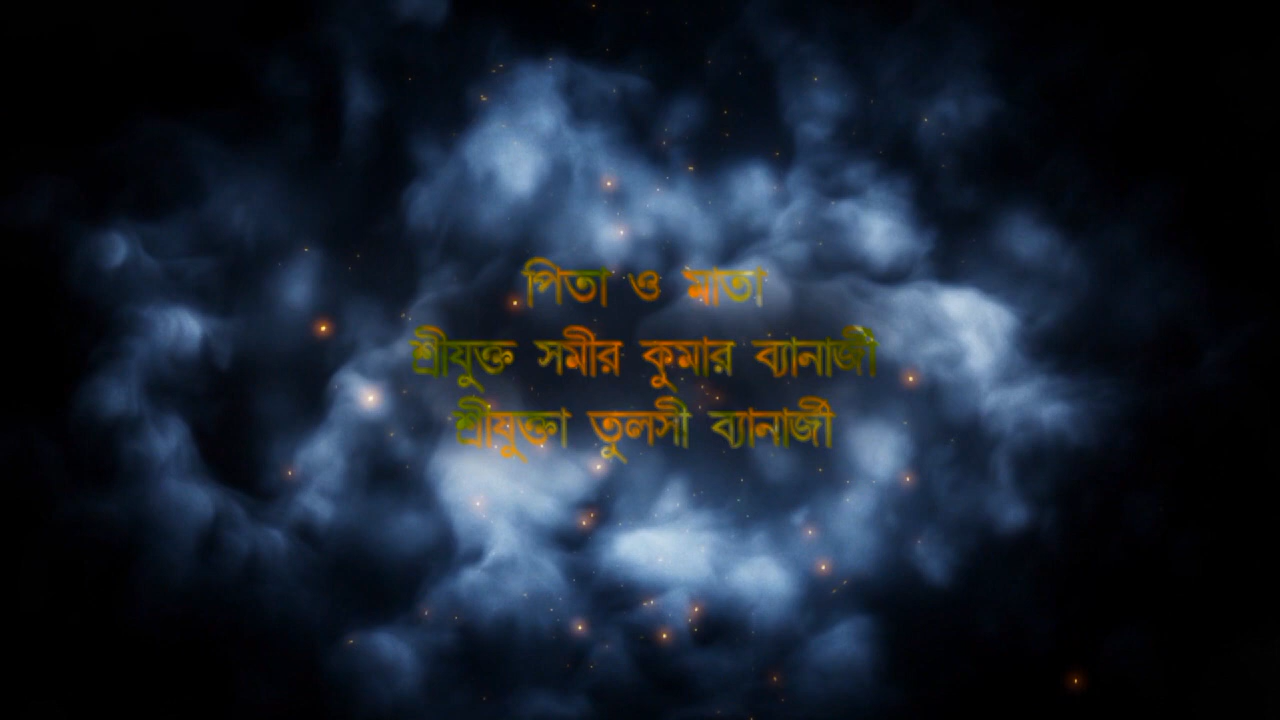 পিতা ও মাতা
শ্রীযুক্ত সমীর কুমার ব্যানার্জী
শ্রীযুক্তা তুলসী ব্যানার্জী